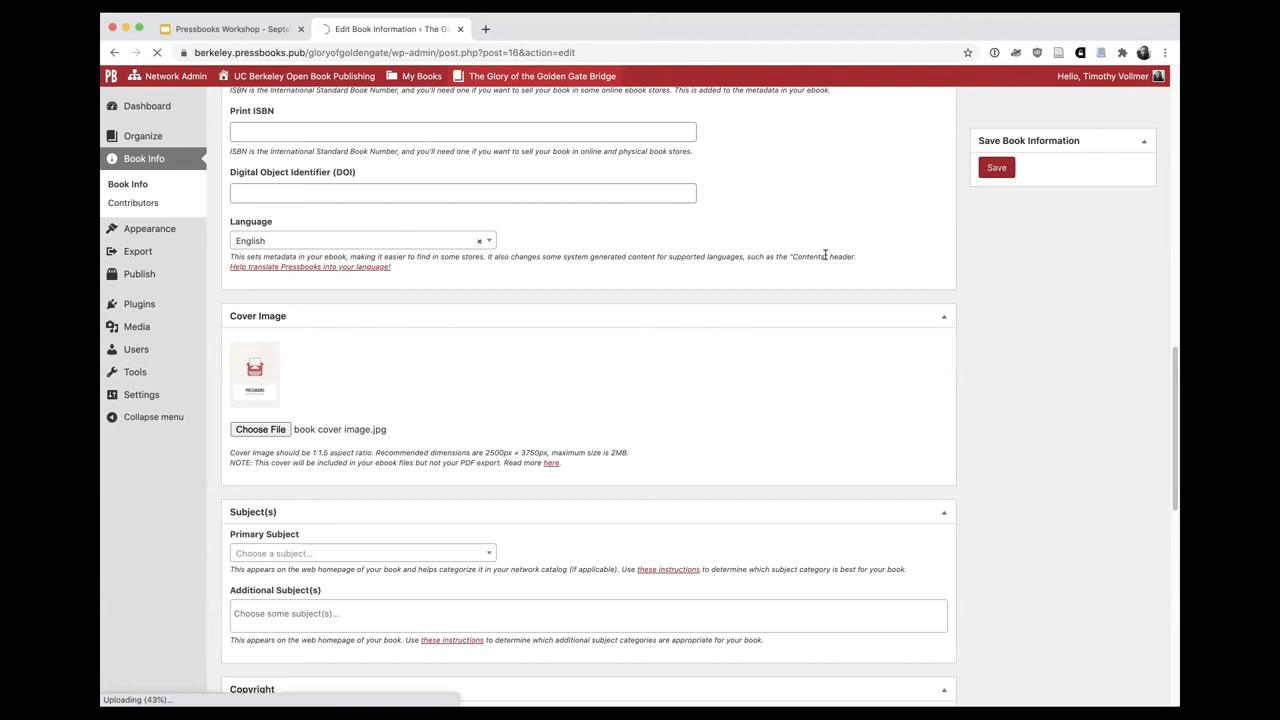 Pressbooks Workshop - Septe
Edit Book Information ‹ The Gl
berkeley.pressbooks.pub/gloryofgoldengate/wp-admin/post.php?post=16&action=edit
PB Network Admin UC Berkeley Open Book Publishing My Books The Glory of the Golden Gate Bridge Hello, Timothy Vollmer
Dashboard
Organize
Book Info
Book Info
Contributors
Appearance
Export
Publish
Plugins
Media
Users
Tools
Settings
Collapse menu
ISBN is the International Standard Book Number, and you'll need one if you want to sell your book in some online ebook stores. This is added to the metadata in your ebook.
Print ISBN
ISBN is the International Standard Book Number, and you'll need one if you want to sell your book in online and physical book stores.
Digital Object Identifier (DOI)
Language
English
This sets metadata in your ebook, making it easier to find in some stores. It also changes some system generated content for supported languages, such as the "Contents" header.
Help translate Pressbooks into your language!
Cover Image
PRESSBOOKS
Choose File book cover image.jpg
Cover Image should be 1:1.5 aspect ratio. Recommended dimensions are 2500px × 3750px, maximum size is 2MB.
NOTE: This cover will be included in your ebook files but not your PDF export. Read more here.
Subject(s)
Primary Subject
Choose a subject...
This appears on the web homepage of your book and helps categorize it in your network catalog (if applicable). Use these instructions to determine which subject category is best for your book.
Additional Subject(s)
Choose some subject(s)...
This appears on the web homepage of your book. Use these instructions to determine which additional subject categories are appropriate for your book.
Copyright
Save Book Information
Save
Uploading (43%)...